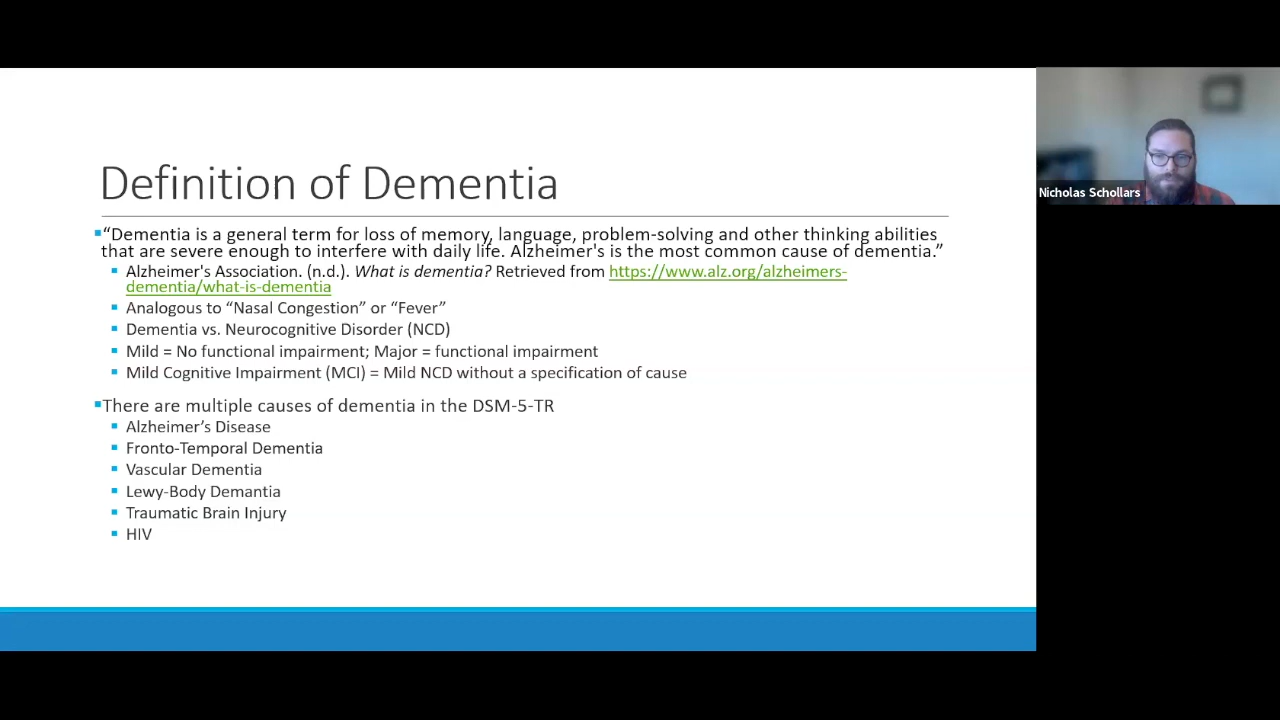 Definition of Dementia
“Dementia is a general term for loss of memory, language, problem-solving and other thinking abilities
that are severe enough to interfere with daily life. Alzheimer's is the most common cause of dementia.”
Alzheimer's Association. (n.d.). What is dementia? Retrieved from https://www.alz.org/alzheimers-
dementia/what-is-dementia
Analogous to “Nasal Congestion” or “Fever”
Dementia vs. Neurocognitive Disorder (NCD)
Mild = No functional impairment; Major = functional impairment
Mild Cognitive Impairment (MCI) = Mild NCD without a specification of cause
There are multiple causes of dementia in the DSM-5-TR
Alzheimer’s Disease
Fronto-Temporal Dementia
Vascular Dementia
Lewy-Body Demantia
Traumatic Brain Injury
HIV
Nicholas Schollars